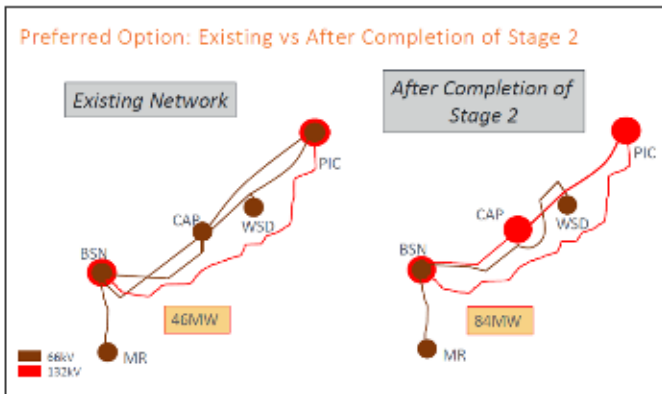 Preferred Option: Existing vs After Completion of Stage 2
Existing Network
After Completion of
Stage 2
PIC
CAP
WSD
BSN
46MW
MR
66kV
132kV
PIC
CAP
WSD
BSN
84MW
MR